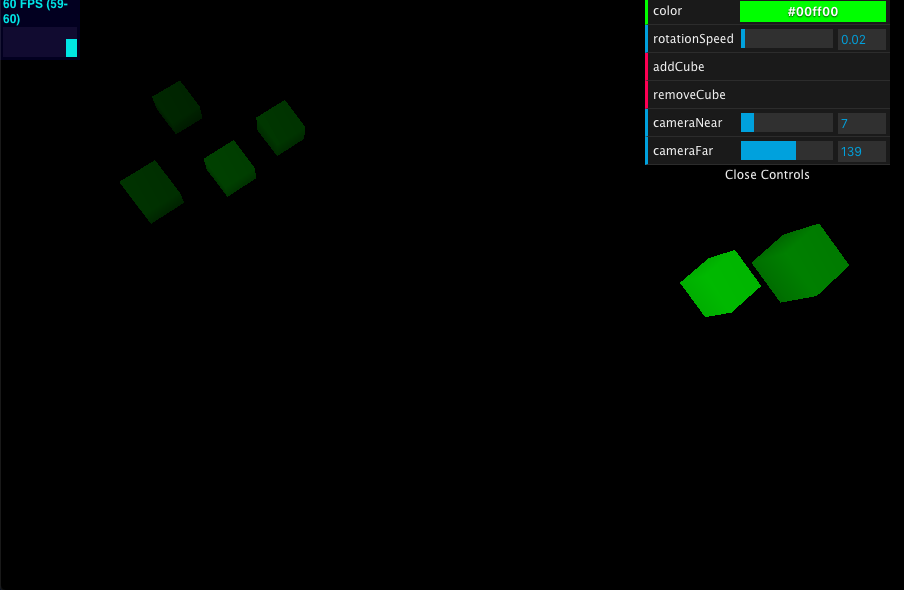 60 FPS (59-
60)
color #00ff00
rotationSpeed 0.02
addCube
removeCube
cameraNear 7
cameraFar 139
Close Controls